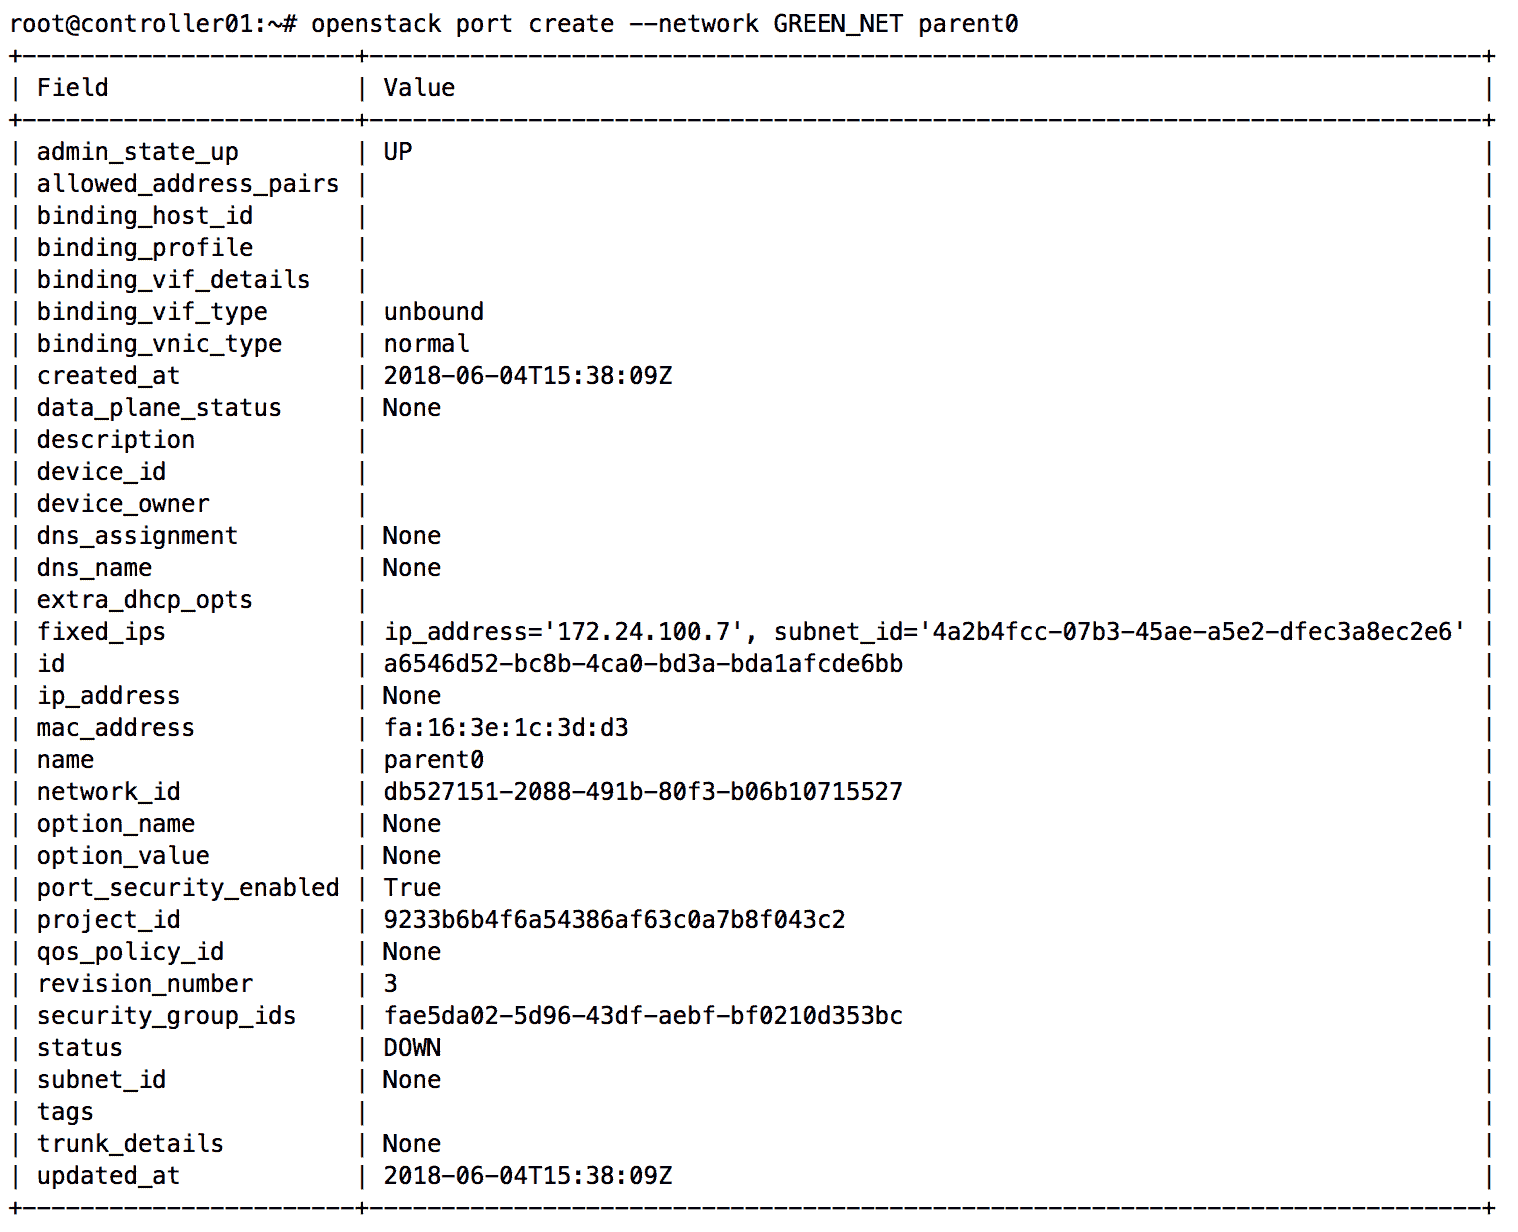 root@controller01:~# openstack port create --network GREEN_NET parent0
+-----------------------+-----------------------------------------------------------------------------+
| Field                 | Value                                                                       |
+-----------------------+-----------------------------------------------------------------------------+
| admin_state_up        | UP                                                                          |
| allowed_address_pairs |                                                                             |
| binding_host_id       |                                                                             |
| binding_profile       |                                                                             |
| binding_vif_details   |                                                                             |
| binding_vif_type      | unbound                                                                     |
| binding_vnic_type     | normal                                                                      |
| created_at            | 2018-06-04T15:38:09Z                                                        |
| data_plane_status     | None                                                                        |
| description           |                                                                             |
| device_id             |                                                                             |
| device_owner          |                                                                             |
| dns_assignment        | None                                                                        |
| dns_name              | None                                                                        |
| extra_dhcp_opts       |                                                                             |
| fixed_ips             | ip_address='172.24.100.7', subnet_id='4a2b4fcc-07b3-45ae-a5e2-dfec3a8ec2e6' |
| id                    | a6546d52-bc8b-4ca0-bd3a-bda1afcde6bb                                        |
| ip_address            | None                                                                        |
| mac_address           | fa:16:3e:1c:3d:d3                                                           |
| name                  | parent0                                                                     |
| network_id            | db527151-2088-491b-80f3-b06b10715527                                        |
| option_name           | None                                                                        |
| option_value          | None                                                                        |
| port_security_enabled | True                                                                        |
| project_id            | 9233b6b4f6a54386af63c0a7b8f043c2                                            |
| qos_policy_id         | None                                                                        |
| revision_number       | 3                                                                           |
| security_group_ids    | fae5da02-5d96-43df-aebf-bf0210d353bc                                        |
| status                | DOWN                                                                        |
| subnet_id             | None                                                                        |
| tags                  |                                                                             |
| trunk_details         | None                                                                        |
| updated_at            | 2018-06-04T15:38:09Z                                                        |
+-----------------------+-----------------------------------------------------------------------------+